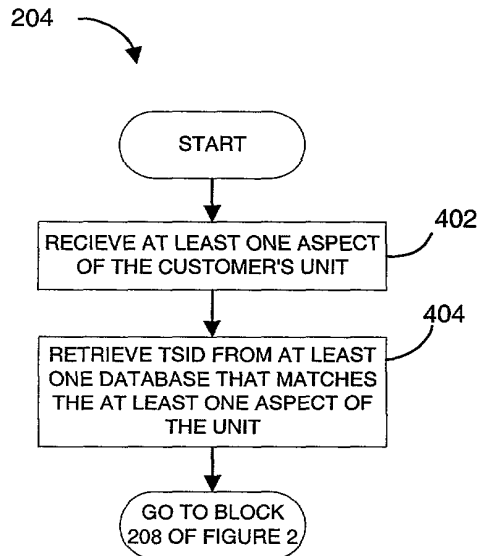 204
START
RECIEVE AT LEAST ONE ASPECT
OF THE CUSTOMER'S UNIT
402
RETRIEVE TSID FROM AT LEAST
ONE DATABASE THAT MATCHES
THE AT LEAST ONE ASPECT OF
THE UNIT
404
GO TO BLOCK
208 OF FIGURE 2